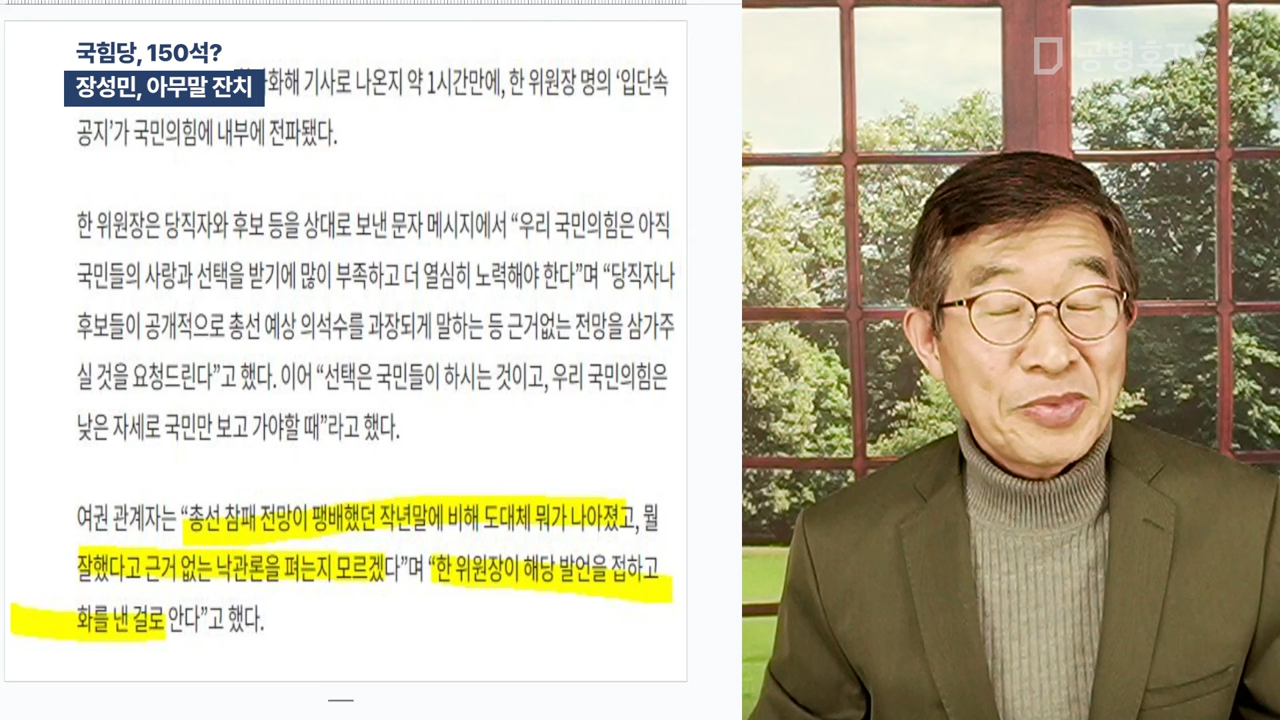 국힘당, 150석?
장성민, 아무말 잔치
화해 기사로 나온지 약 1시간만에, 한 위원장 명의 ‘입단속
공지’가 국민의힘에 내부에 전파됐다.
한 위원장은 당직자와 후보 등을 상대로 보낸 문자 메시지에서 “우리 국민의힘은 아직
국민들의 사랑과 선택을 받기에 많이 부족하고 더 열심히 노력해야 한다”며 “당직자나
후보들이 공개적으로 총선 예상 의석수를 과장되게 말하는 등 근거없는 전망을 삼가주
실 것을 요청드린다”고 했다. 이어 “선택은 국민들이 하시는 것이고, 우리 국민의힘은
낮은 자세로 국민만 보고 가야할 때”라고 했다.
여권 관계자는 “총선 참패 전망이 팽배했던 작년말에 비해 도대체 뭐가 나아졌고, 뭘
잘했다고 근거 없는 낙관론을 펴는지 모르겠다”며 “한 위원장이 해당 발언을 접하고
화를 낸 걸로 안다”고 했다.
공병호TV